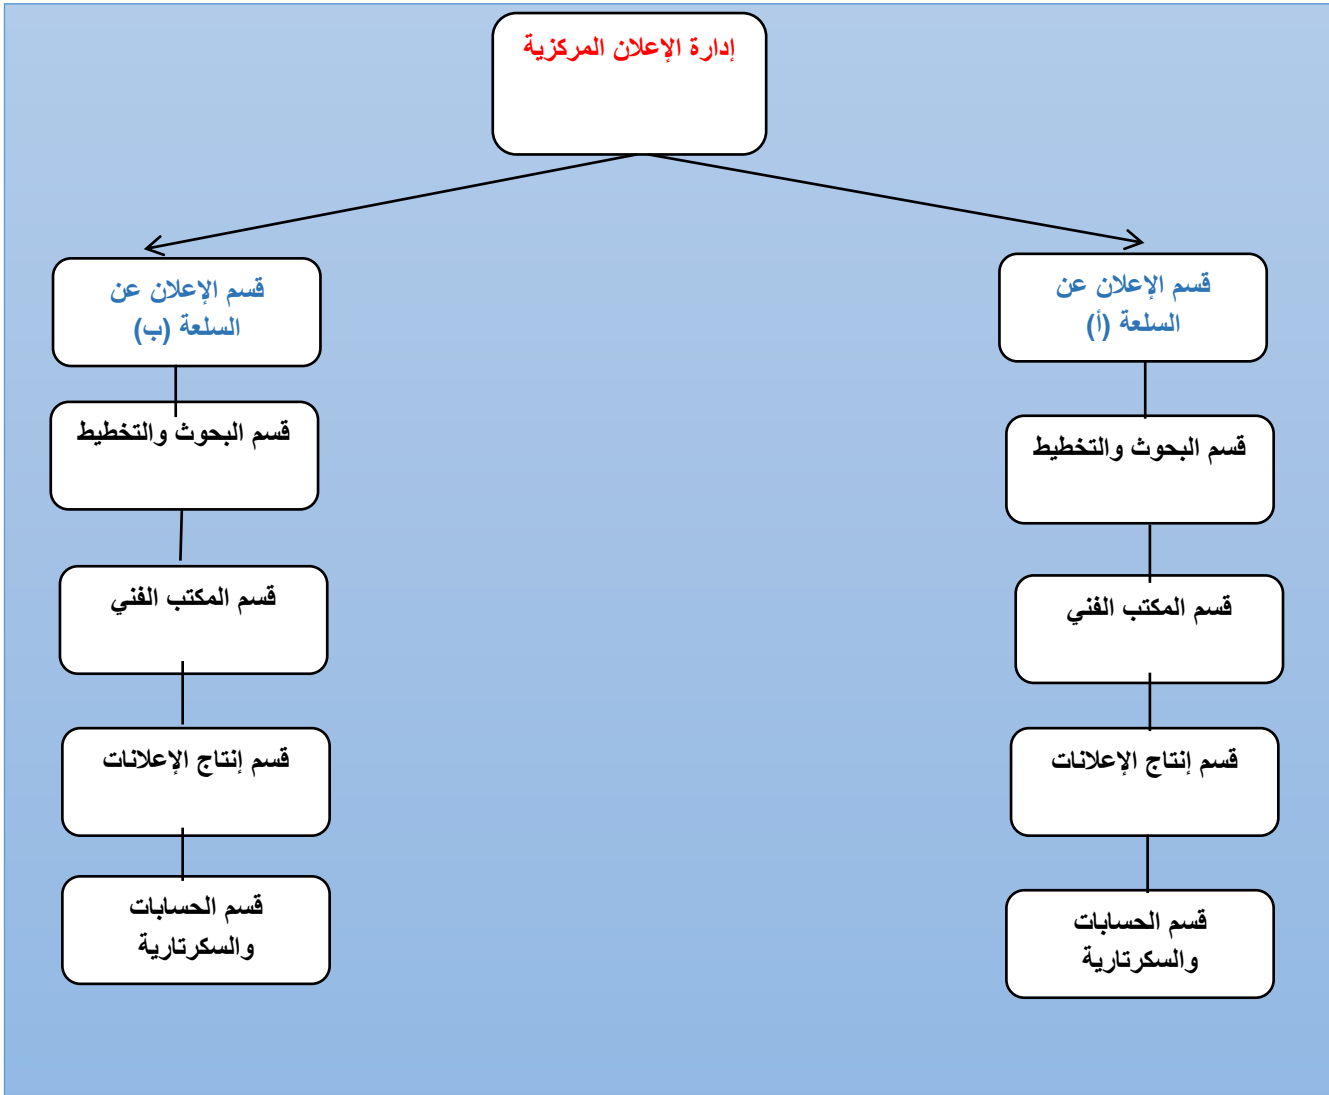 إدارة الإعلان المركزية
قسم الإعلان عن
السلعة (أ)
قسم البحوث والتخطيط
قسم المكتب الفني
قسم إنتاج الإعلانات
قسم الحسابات
والسكرتارية
قسم الإعلان عن
السلعة (ب)
قسم البحوث والتخطيط
قسم المكتب الفني
قسم إنتاج الإعلانات
قسم الحسابات
والسكرتارية